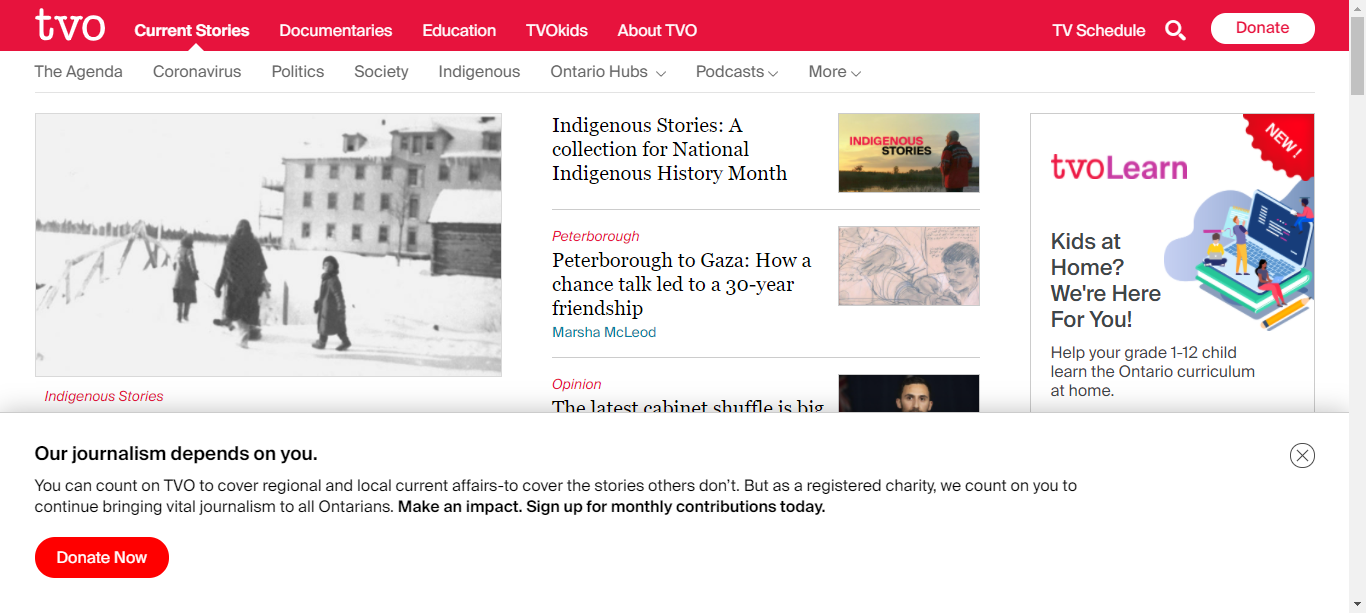 tvo
Current Stories
Documentaries
Education
TVOkids
About TVO
TV Schedule
Donate
The Agenda
Coronavirus
Politics
Society
Indigenous
Ontario Hubs
Podcasts
More
Indigenous Stories
Indigenous Stories: A
collection for National
Indigenous History Month
INDIGENOUS
STORIES
Peterborough
Peterborough to Gaza: How a
chance talk led to a 30-year
friendship
Marsha McLeod
Opinion
The latest cabinet shuffle is big
NEW!
tvoLearn
Kids at
Home?
We're Here
For You!
Help your grade 1-12 child
learn the Ontario curriculum
at home.
Our journalism depends on you.
You can count on TVO to cover regional and local current affairs-to cover the stories others don't. But as a registered charity, we count on you to
continue bringing vital journalism to all Ontarians. Make an impact. Sign up for monthly contributions today.
Donate Now